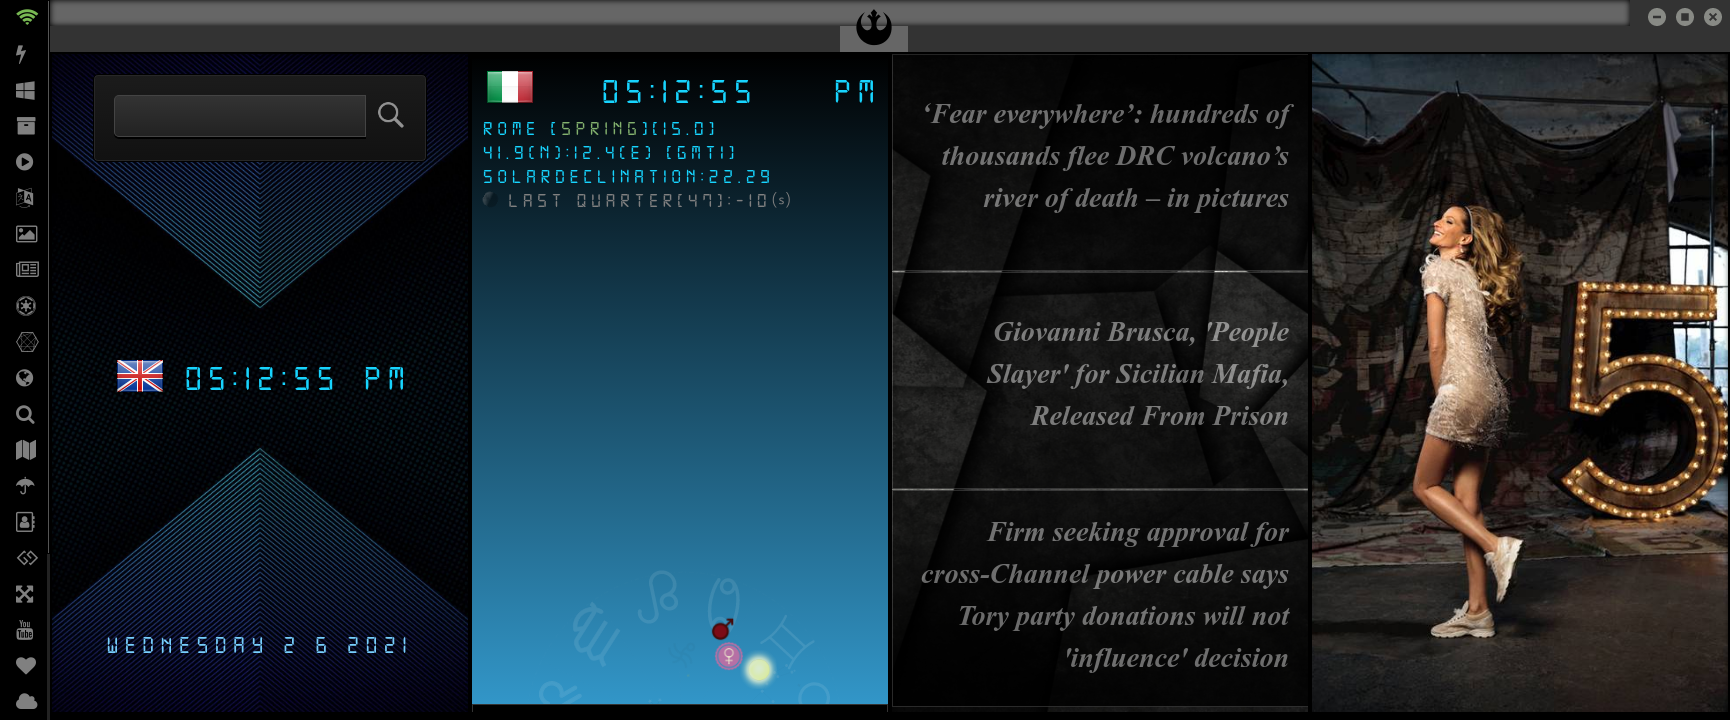 05:12:55 PM
WEDNESDAY 2 6 2021
05:12:55 PM
ROME [SPRING][15.0]
41.9(N):12.4(E) [GMT1]
SOLARDECLINATION:22.29
LAST QUARTER[47]:-10(s)
‘Fear everywhere’: hundreds of
thousands flee DRC volcano’s
river of death – in pictures
Giovanni Brusca, 'People
Slayer' for Sicilian Mafia,
Released From Prison
Firm seeking approval for
cross-Channel power cable says
Tory party donations will not
'influence' decision
You
Tube
5